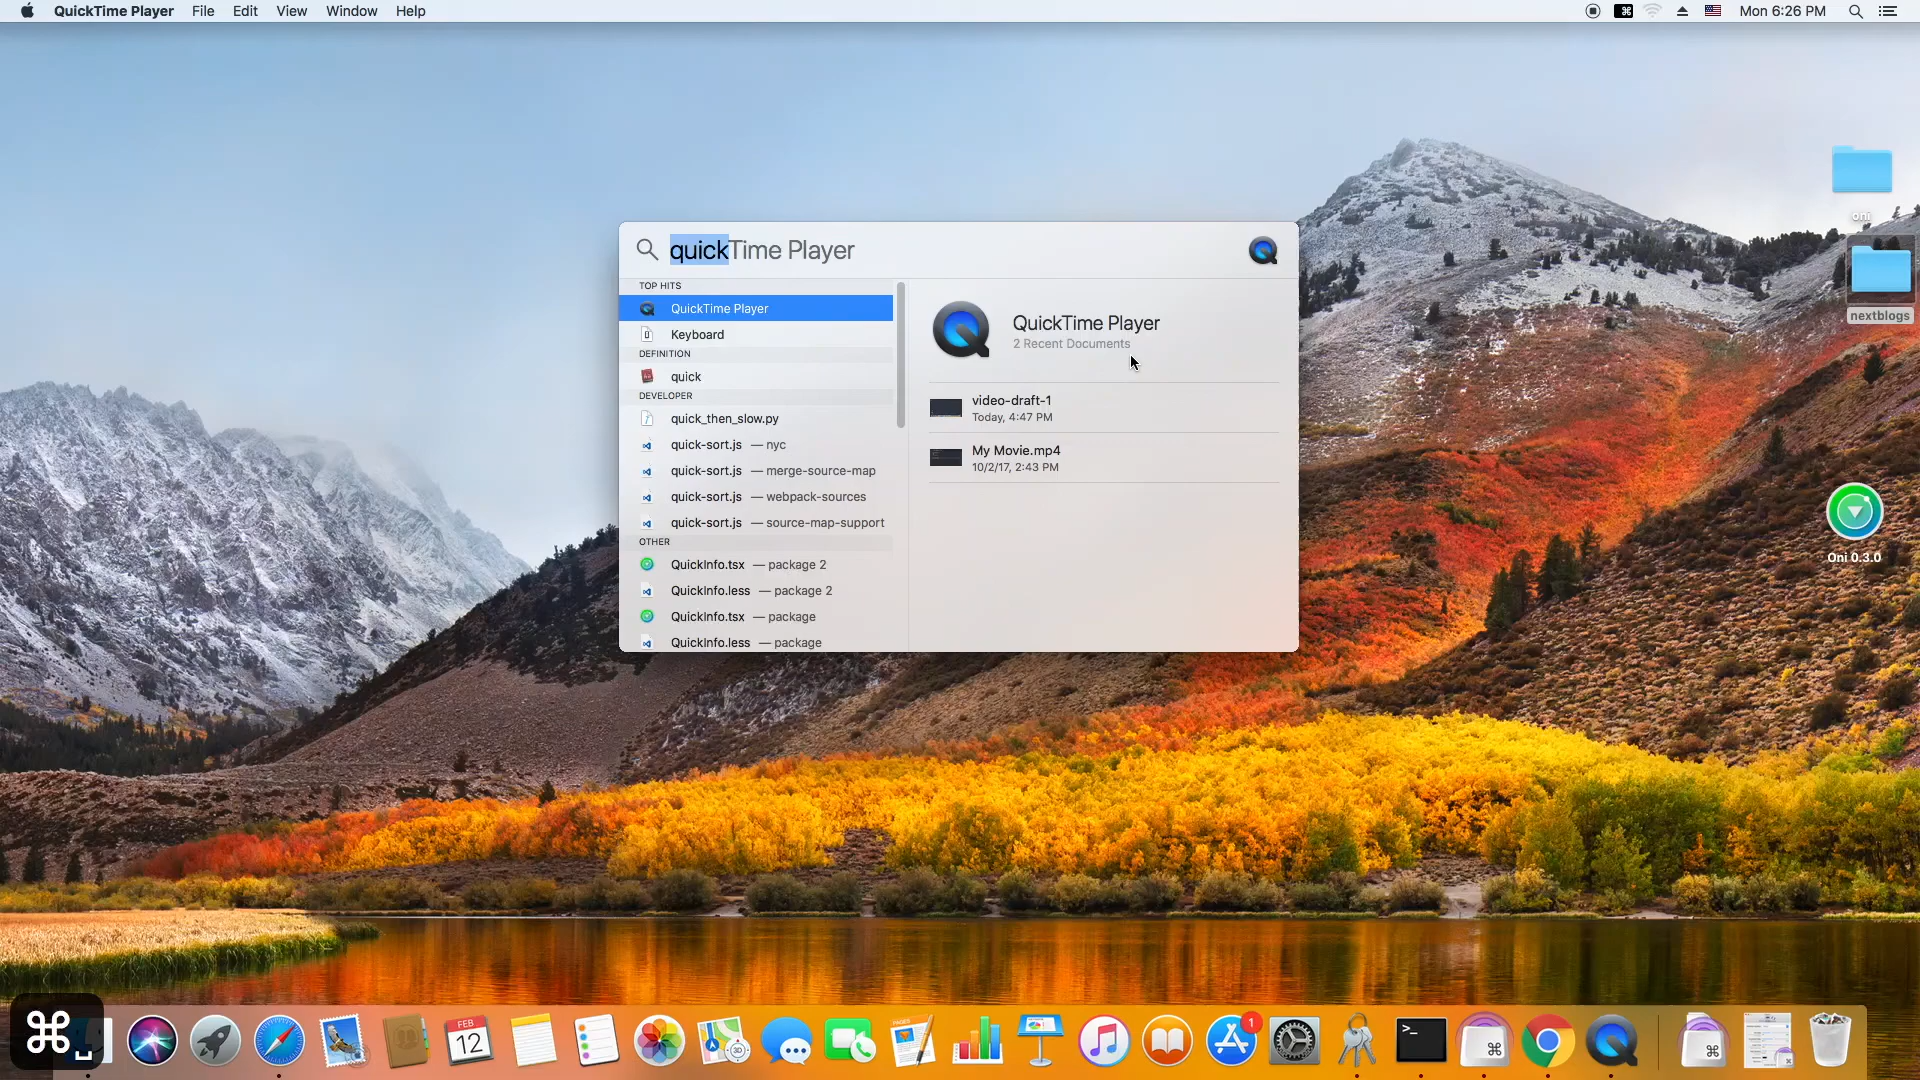 QuickTime Player File Edit View Window Help
Mon 6:26 PM
quickTime Player
TOP HITS
QuickTime Player
Keyboard
DEFINITION
quick
DEVELOPER
quick_then_slow.py
quick-sort.js — nyc
quick-sort.js — merge-source-map
quick-sort.js — webpack-sources
quick-sort.js — source-map-support
OTHER
QuickInfo.tsx — package 2
QuickInfo.less — package 2
QuickInfo.tsx — package
QuickInfo.less — package
QuickTime Player
2 Recent Documents
video-draft-1
Today, 4:47 PM
My Movie.mp4
10/2/17, 2:43 PM
oni
nextblogs
Oni 0.3.0
FEB
12
3D
PAGES
1